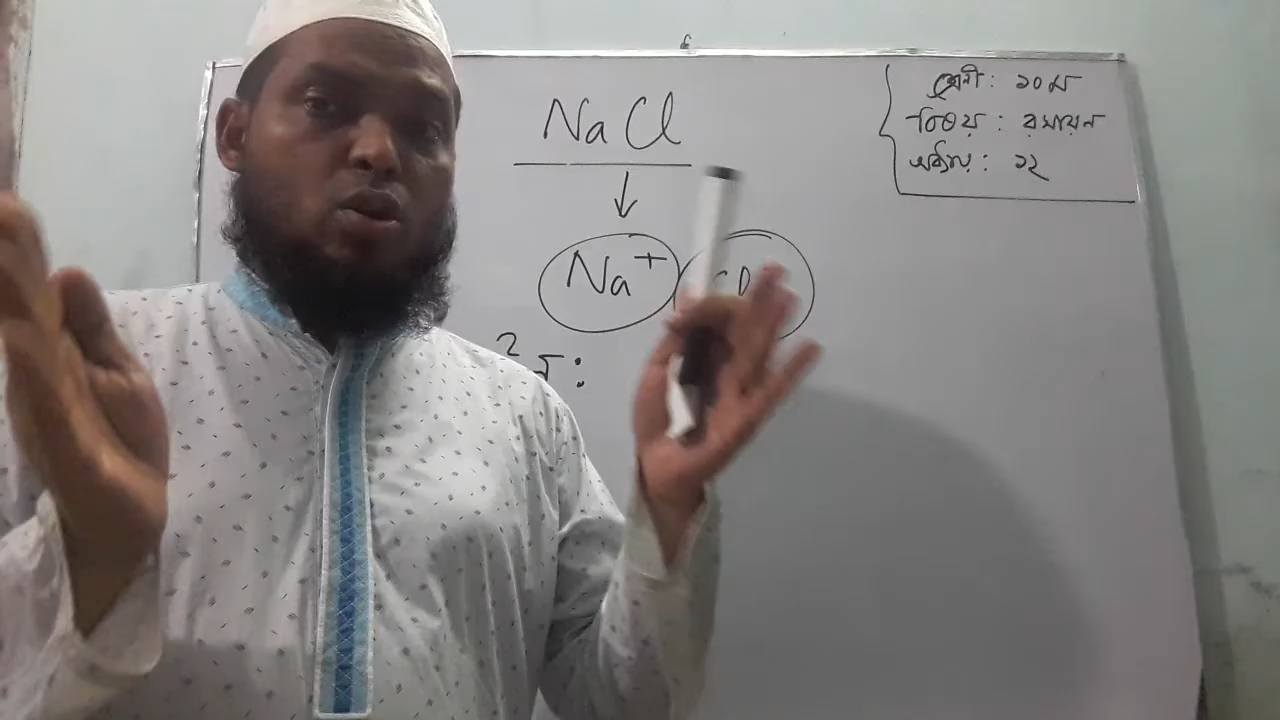 NaCl
↓
Na⁺
শ্রেণী : ১০ম
বিষয় : রসায়ন
অধ্যায় : ১২